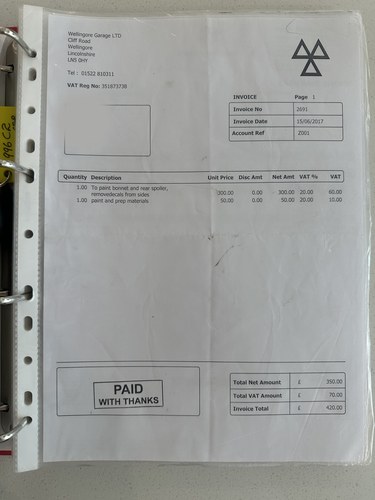 Wellingore Garage LTD
Cliff Road
Wellingore
Lincolnshire
LN5 0HY
Tel : 01522 810311
VAT Reg No: 351873738
INVOICE Page 1
Invoice No 2691
Invoice Date 15/06/2017
Account Ref Z001
Quantity Description Unit Price Disc Amt Net Amt VAT % VAT
1.00 To paint bonnet and rear spoiler, removedecals from sides 300.00 0.00 300.00 20.00 60.00
1.00 paint and prep materials 50.00 0.00 50.00 20.00 10.00
PAID
WITH THANKS
Total Net Amount £ 350.00
Total VAT Amount £ 70.00
Invoice Total £ 420.00